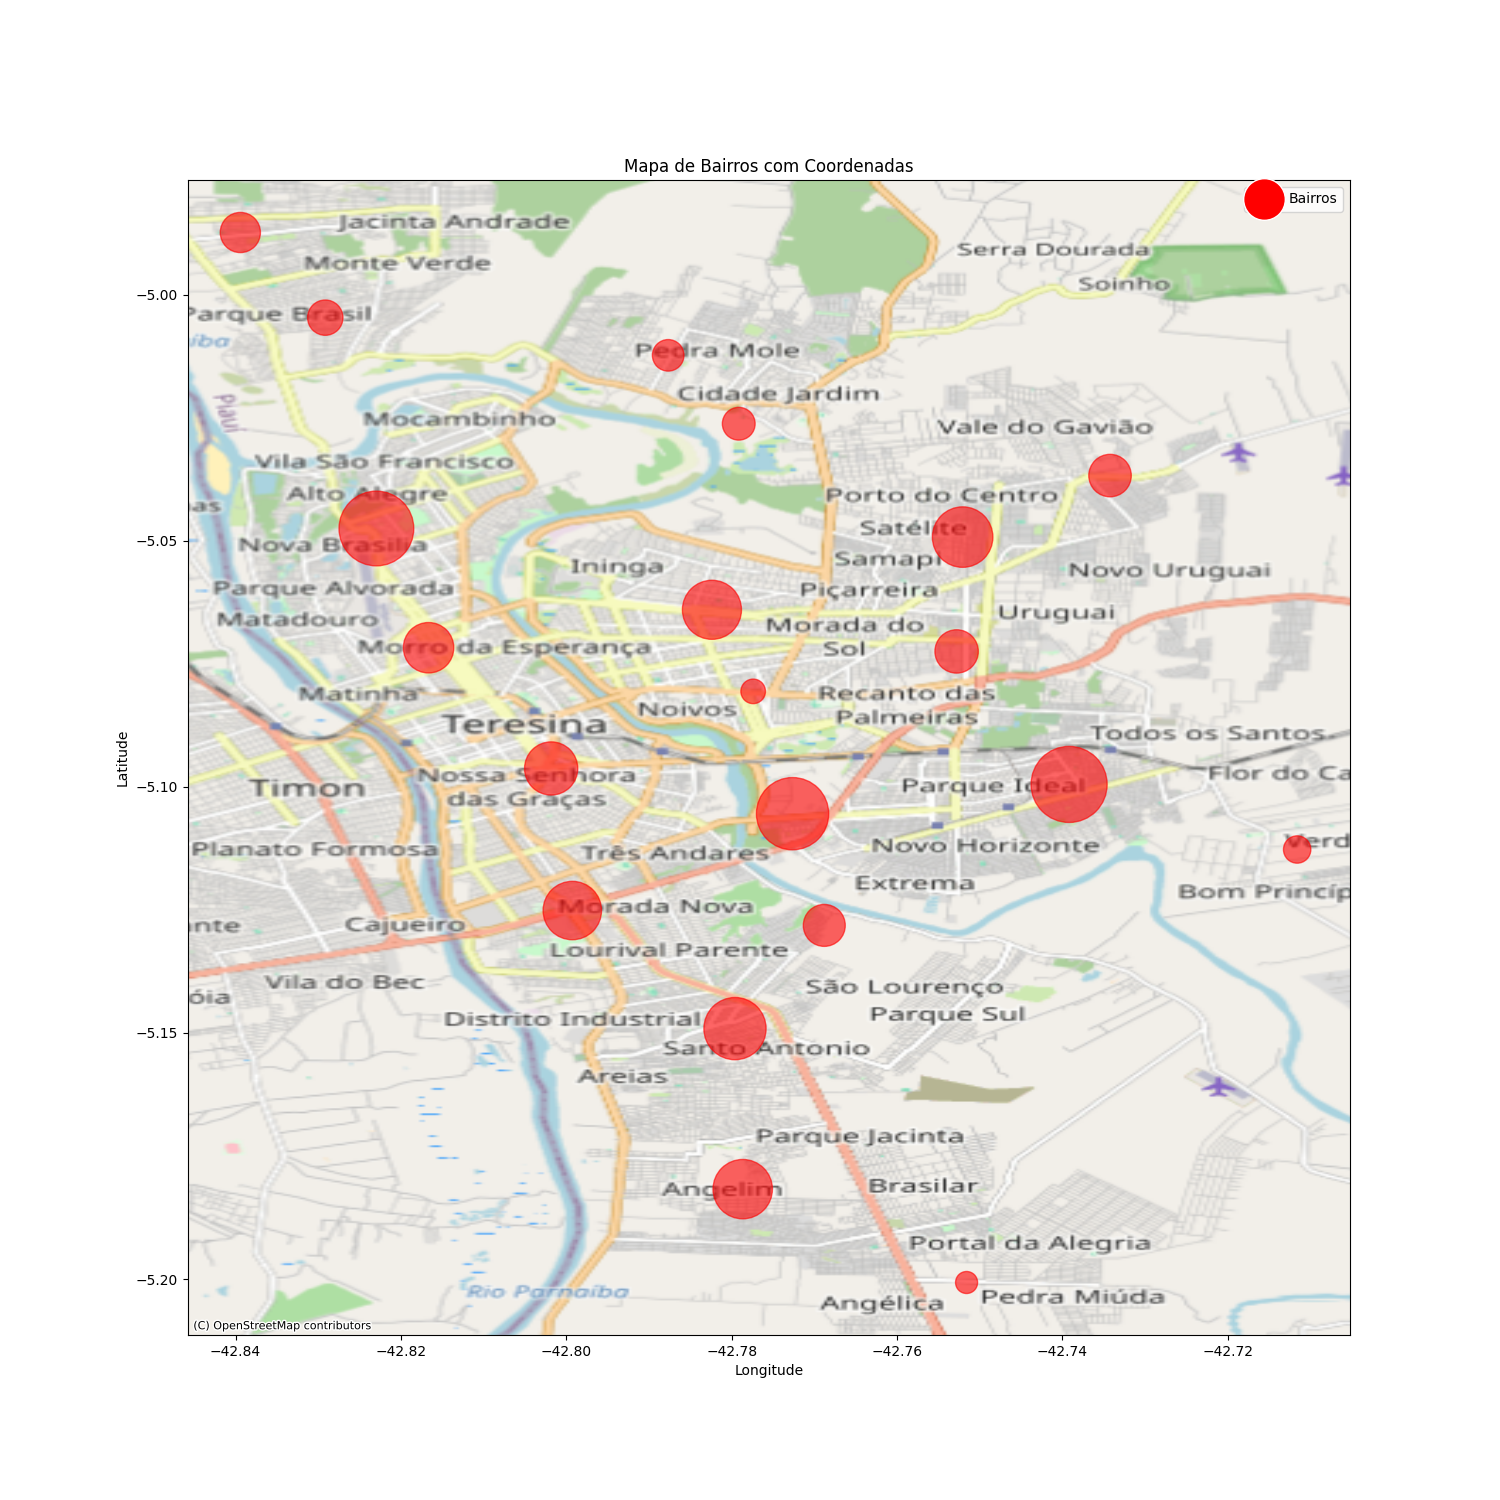 Mapa de Bairros com Coordenadas
Bairros
Jacinta Andrade
Serra Dourada
Monte Verde
Soinho
−5.00
Parque Brasil
Pedra Mole
Piauí
Cidade Jardim
Mocambinho
Vale do Gavião
Vila São Francisco
Alto Alegre
Porto do Centro
Satélite
−5.05
Nova Brasília
Samapi
Ininga
Novo Uruguai
Parque Alvorada
Piçarreira
Uruguai
Matadouro
Morada do
Sol
Morro da Esperança
Matinha
Recanto das
Palmeiras
Noivos
Teresina
Todos os Santos
Latitude
Nossa Senhora
das Graças
Flor do Ca
−5.10
Timon
Parque Ideal
Verd
Novo Horizonte
Planato Formosa
Três Andares
Extrema
Bom Princíp
Morada Nova
Cajueiro
nte
Lourival Parente
Vila do Bec
São Lourenço
óia
Parque Sul
Distrito Industrial
−5.15
Santo Antonio
Areias
Parque Jacinta
Angelim
Brasilar
Portal da Alegria
−5.20
Rio Parnaíba
Pedra Miúda
Angélica
(C) OpenStreetMap contributors
−42.84 −42.82 −42.80 −42.78 −42.76 −42.74 −42.72
Longitude